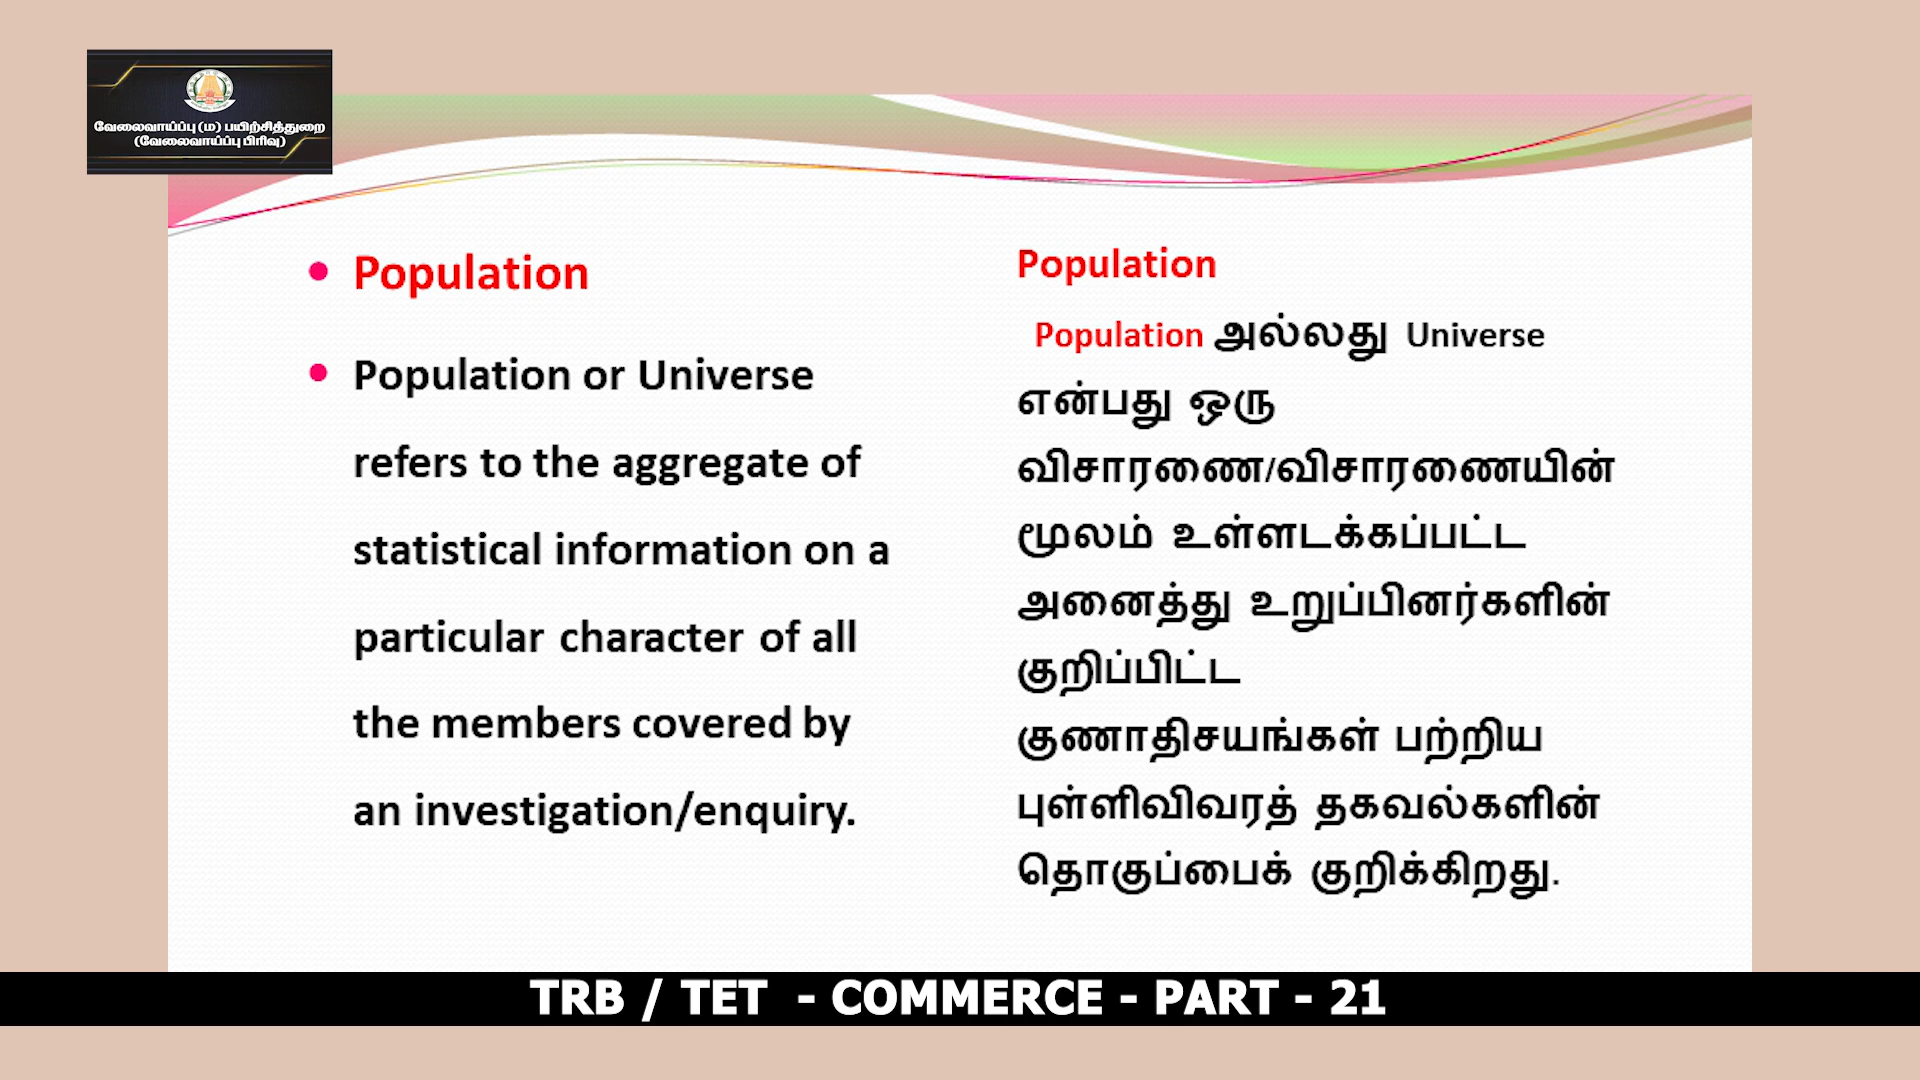 வேலைவாய்ப்பு (ம) பயிற்சித்துறை
(வேலைவாய்ப்பு பிரிவு)
• Population
• Population or Universe
refers to the aggregate of
statistical information on a
particular character of all
the members covered by
an investigation/enquiry.
Population
Population அல்லது Universe
என்பது ஒரு
விசாரணை/விசாரணையின்
மூலம் உள்ளடக்கப்பட்ட
அனைத்து உறுப்பினர்களின்
குறிப்பிட்ட
குணாதிசயங்கள் பற்றிய
புள்ளிவிவரத் தகவல்களின்
தொகுப்பைக் குறிக்கிறது.
TRB / TET - COMMERCE - PART - 21